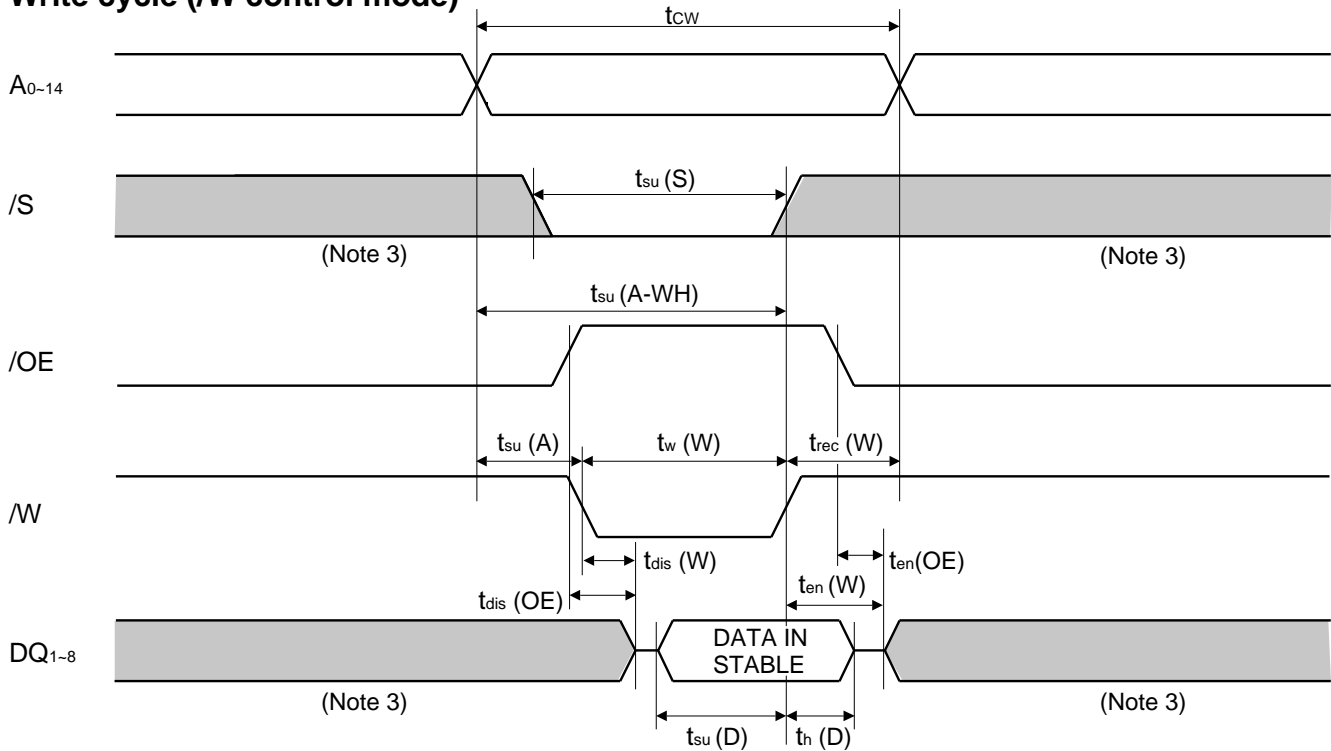 Write cycle (/W control mode)
tCW
A0~14
tsu (S)
/S
(Note 3)
(Note 3)
tsu (A-WH)
/OE
tsu (A)
tw (W)
trec (W)
/W
tdis (W)
ten(OE)
tdis (OE)
ten (W)
DQ1~8
DATA IN
STABLE
(Note 3)
(Note 3)
tsu (D)
th (D)